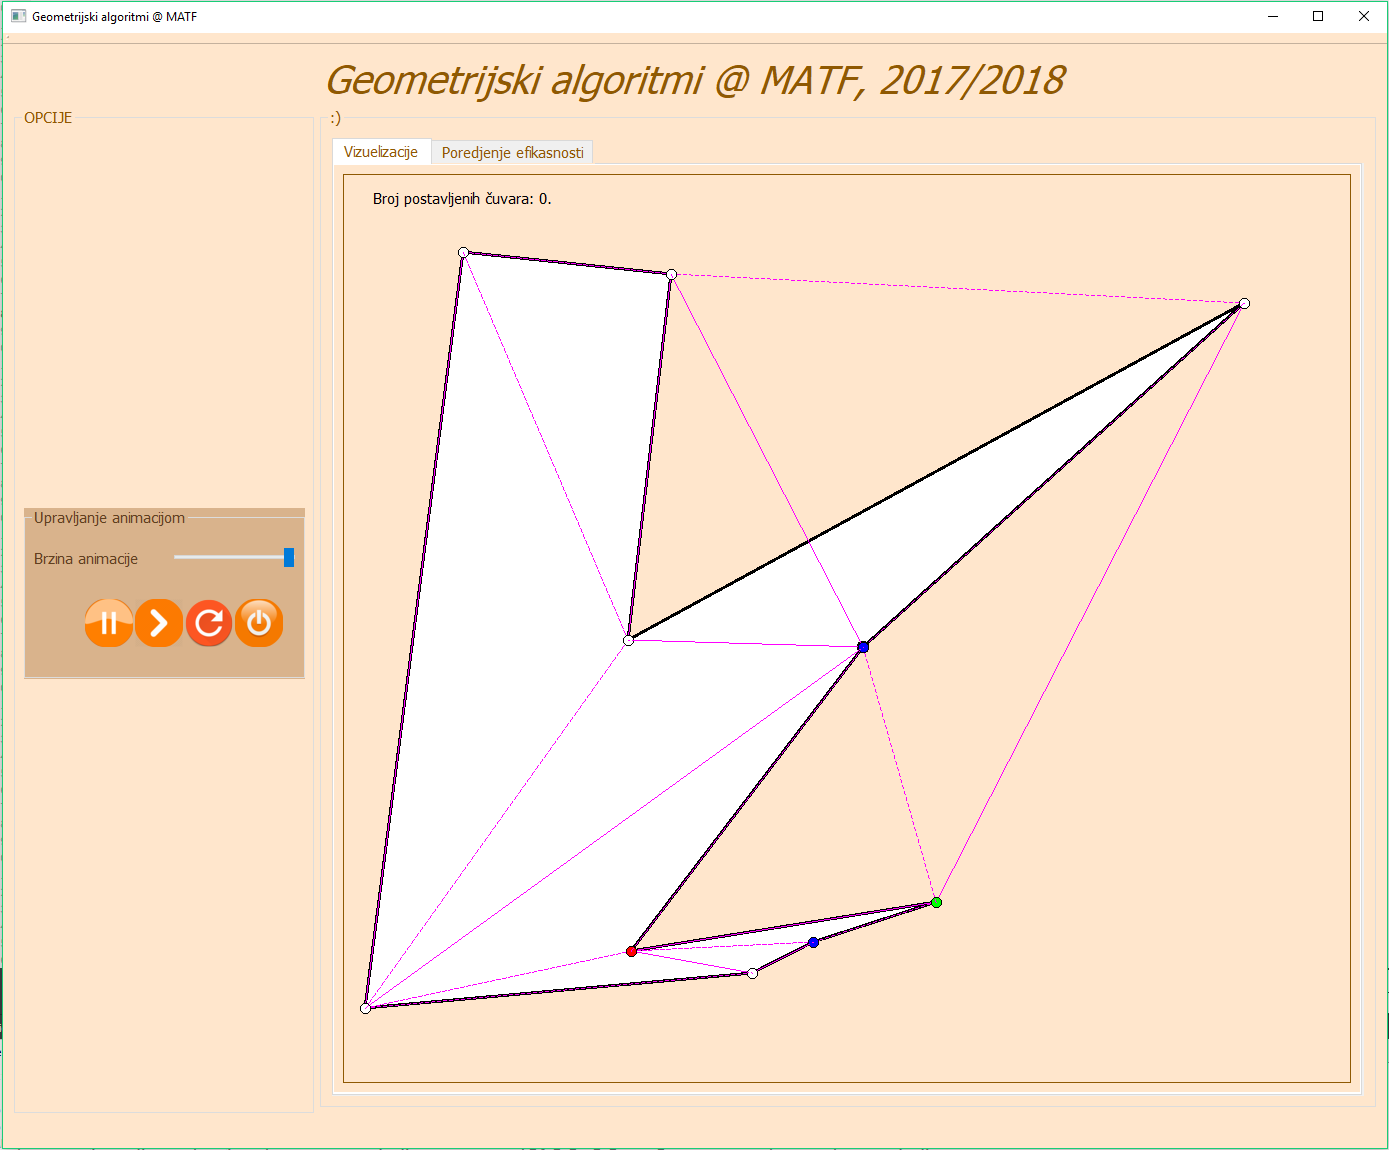 Geometrijski algoritmi @ MATF
Geometrijski algoritmi @ MATF, 2017/2018
OPCIJE
:)
Vizuelizacije
Poredjenje efikasnosti
Broj postavljenih čuvara: 0.
Upravljanje animacijom
Brzina animacije